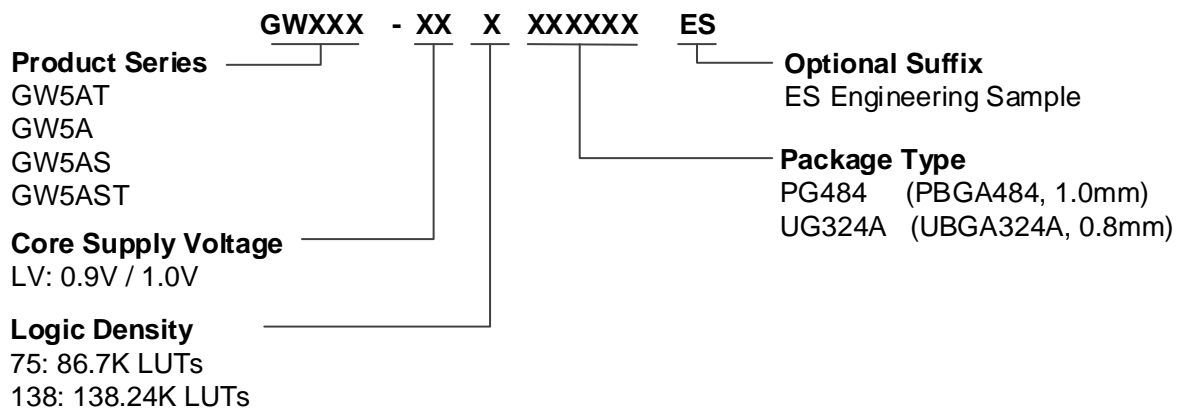 GWXXX - XX X XXXXXX ES
Product Series
GW5AT
GW5A
GW5AS
GW5AST
Core Supply Voltage
LV: 0.9V / 1.0V
Logic Density
75: 86.7K LUTs
138: 138.24K LUTs
Optional Suffix
ES Engineering Sample
Package Type
PG484 (PBGA484, 1.0mm)
UG324A (UBGA324A, 0.8mm)